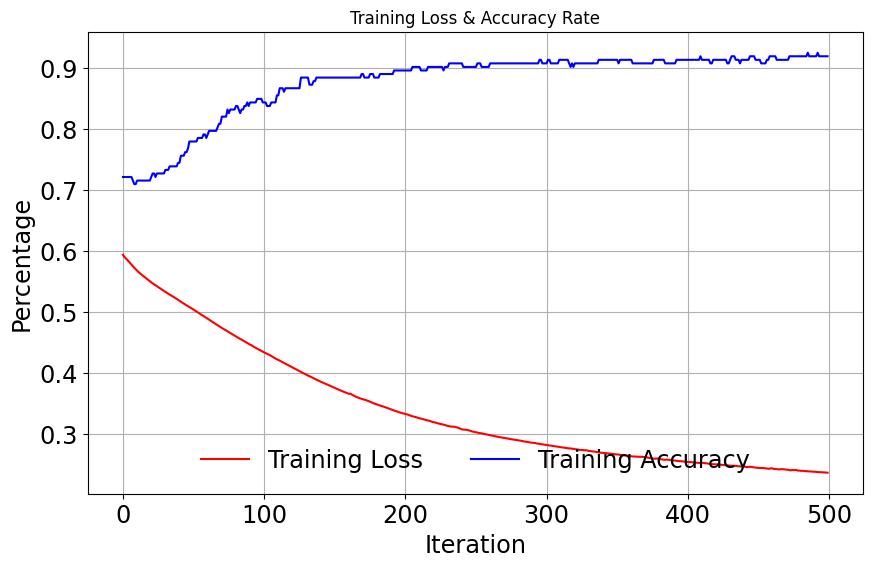 Training Loss & Accuracy Rate
0.9
0.8
0.7
0.6
0.5
0.4
0.3
Percentage
Training Loss
Training Accuracy
0 100 200 300 400 500
Iteration